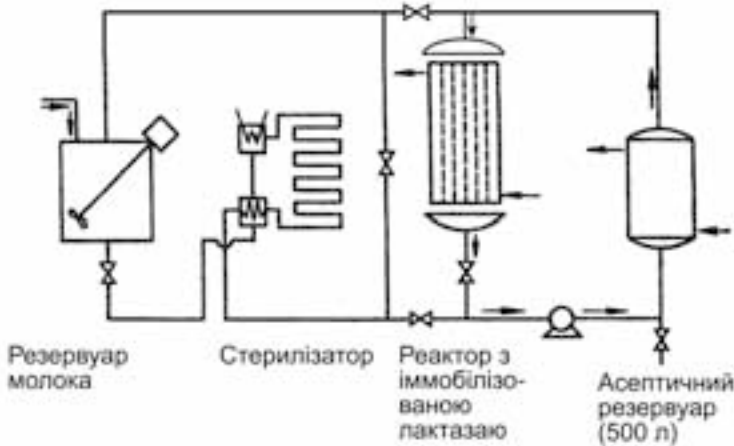 Резервуар
молока
Стерилізатор
Реактор з
іммобілізо-
ваною
лактазаю
Асептичний
резервуар
(500 л)